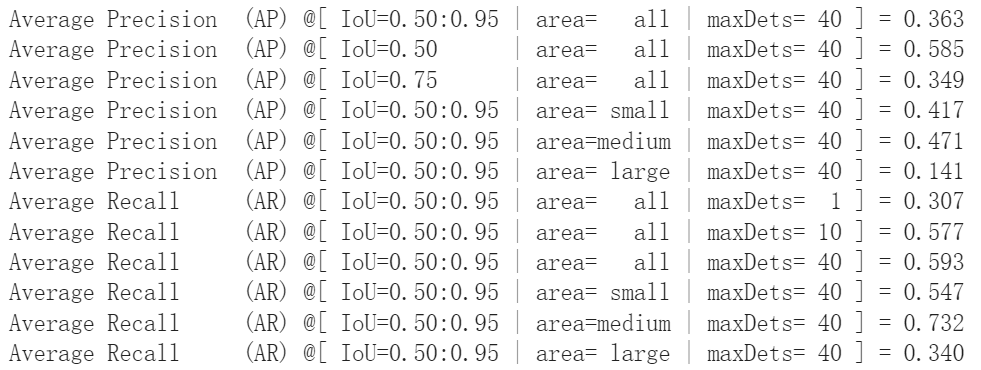 Average Precision  (AP) @[ IoU=0.50:0.95 | area=   all | maxDets= 40 ] = 0.363
Average Precision  (AP) @[ IoU=0.50      | area=   all | maxDets= 40 ] = 0.585
Average Precision  (AP) @[ IoU=0.75      | area=   all | maxDets= 40 ] = 0.349
Average Precision  (AP) @[ IoU=0.50:0.95 | area= small | maxDets= 40 ] = 0.417
Average Precision  (AP) @[ IoU=0.50:0.95 | area=medium | maxDets= 40 ] = 0.471
Average Precision  (AP) @[ IoU=0.50:0.95 | area= large | maxDets= 40 ] = 0.141
Average Recall     (AR) @[ IoU=0.50:0.95 | area=   all | maxDets=  1 ] = 0.307
Average Recall     (AR) @[ IoU=0.50:0.95 | area=   all | maxDets= 10 ] = 0.577
Average Recall     (AR) @[ IoU=0.50:0.95 | area=   all | maxDets= 40 ] = 0.593
Average Recall     (AR) @[ IoU=0.50:0.95 | area= small | maxDets= 40 ] = 0.547
Average Recall     (AR) @[ IoU=0.50:0.95 | area=medium | maxDets= 40 ] = 0.732
Average Recall     (AR) @[ IoU=0.50:0.95 | area= large | maxDets= 40 ] = 0.340